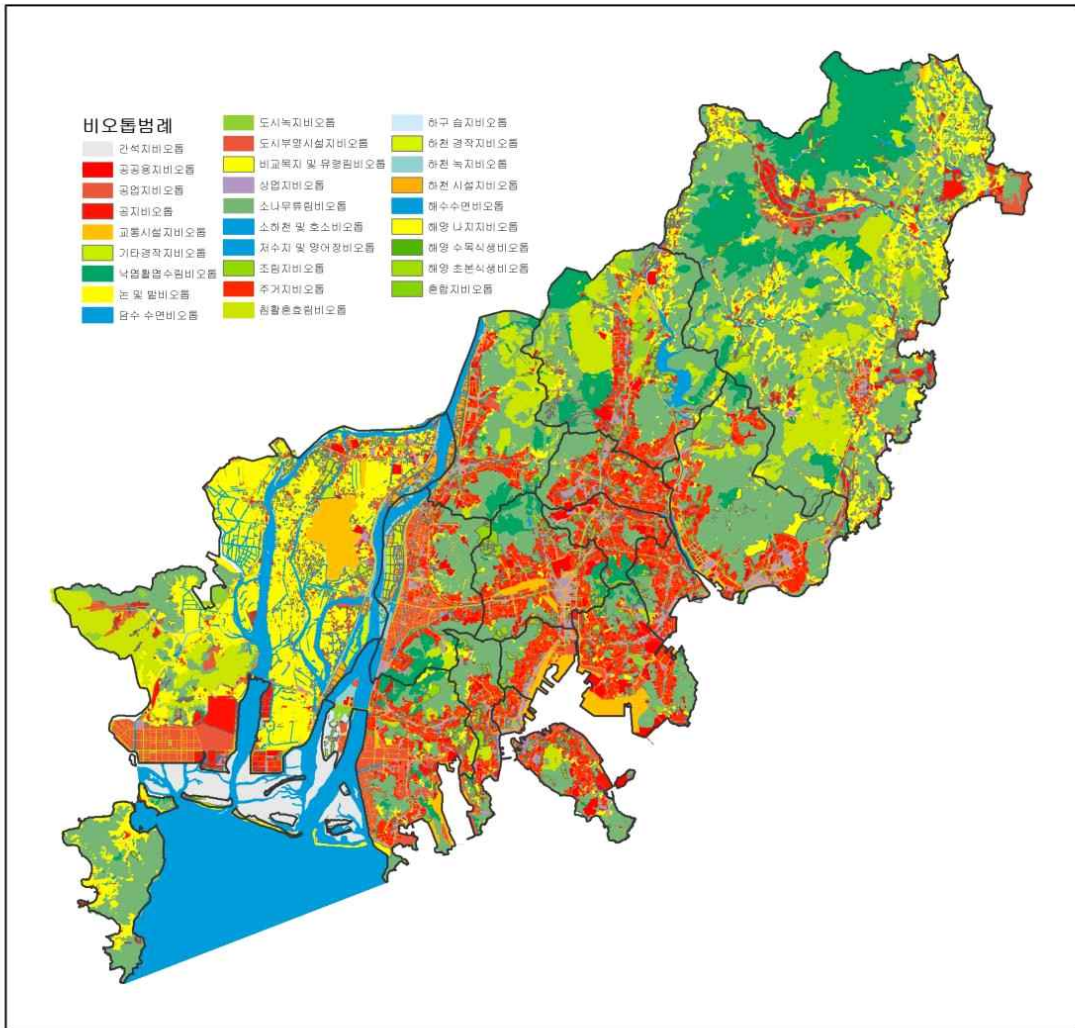 비오톱범례
간석지비오톱
공공용지비오톱
공업지비오톱
공지비오톱
교통시설지비오톱
기타경작지비오톱
낙엽활엽수림비오톱
논 및 밭비오톱
담수 수면비오톱
도시녹지비오톱
도시부양시설지비오톱
비교목지 및 유령림비오톱
상업지비오톱
소나무류림비오톱
소하천 및 호소비오톱
저수지 및 양어장비오톱
조림지비오톱
주거지비오톱
침활혼효림비오톱
하구 습지비오톱
하천 경작지비오톱
하천 녹지비오톱
하천 시설지비오톱
해수수면비오톱
해양 나지지비오톱
해양 수목식생비오톱
해양 초본식생비오톱
혼합지비오톱